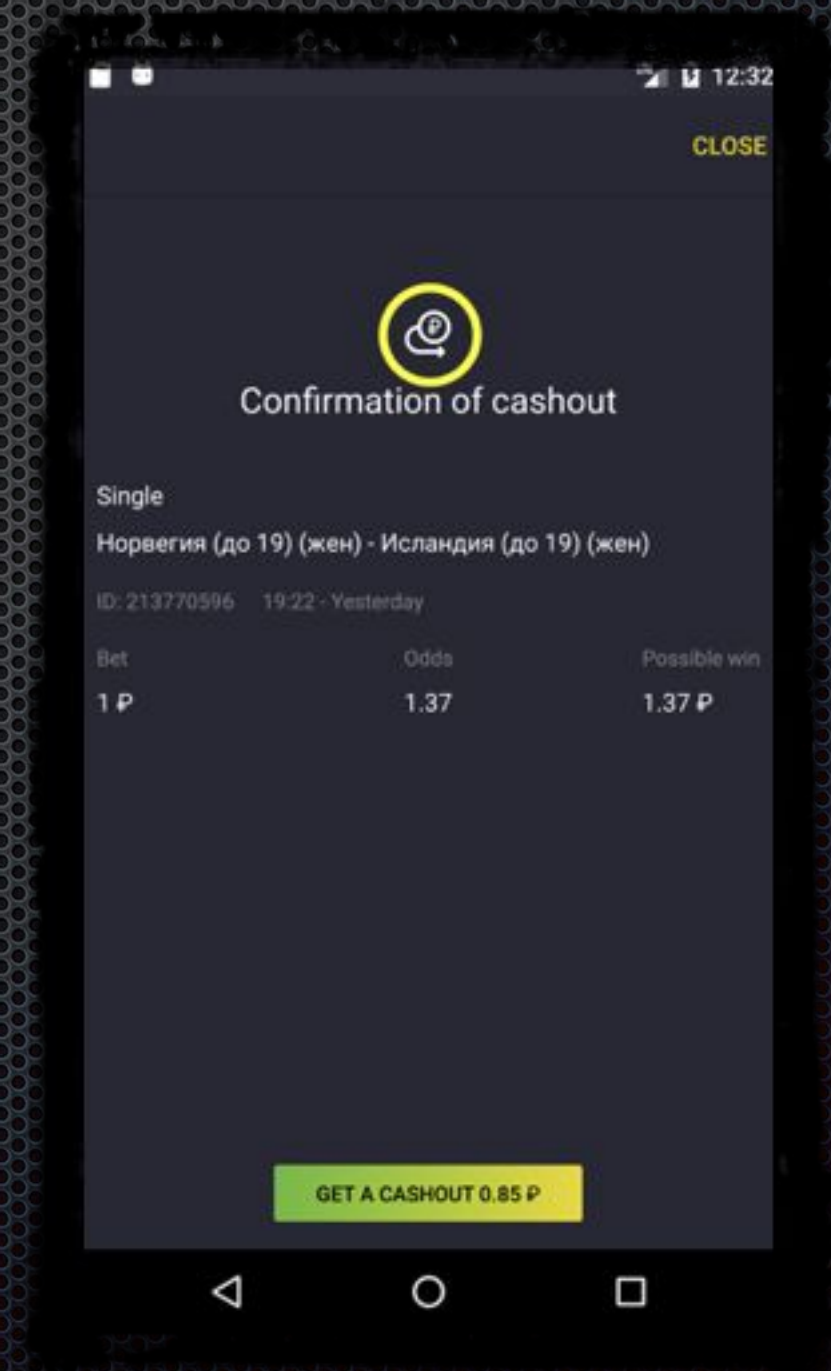 12:32
CLOSE
Confirmation of cashout
Single
Норвегия (до 19) (жен) - Исландия (до 19) (жен)
ID: 213770596 19:22 - Yesterday
Bet Odds Possible win
1 ₽ 1.37 1.37 ₽
GET A CASHOUT 0.85 ₽